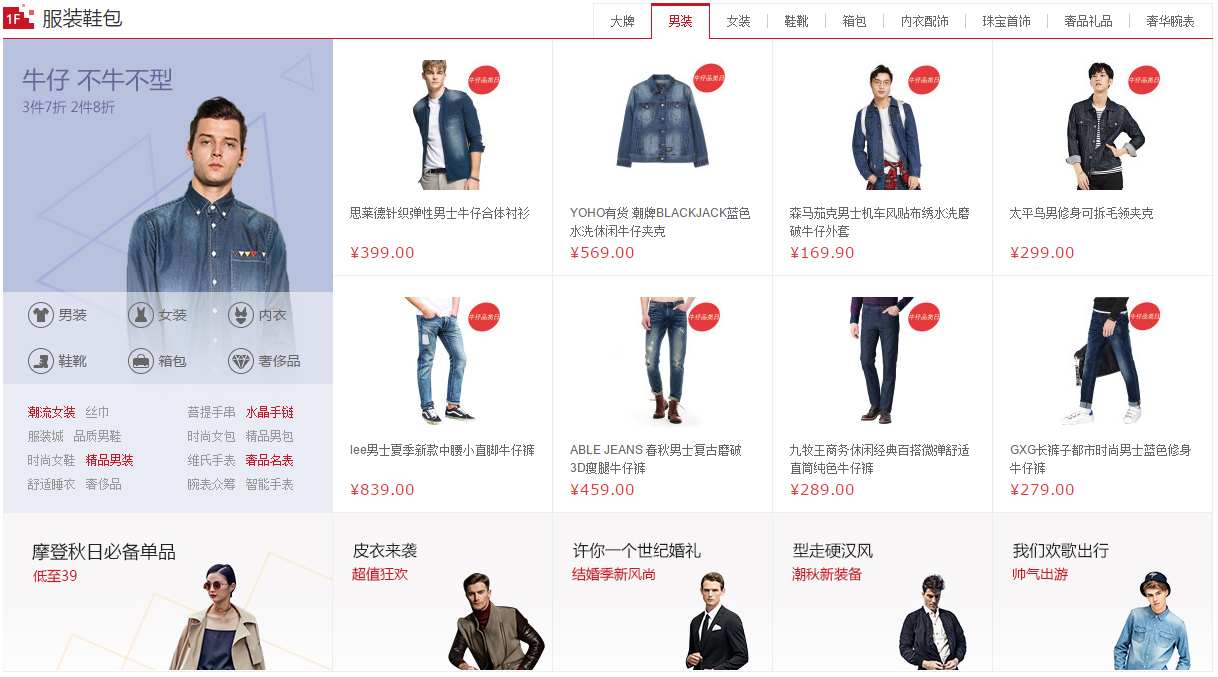 1F 服装鞋包
大牌 男装 女装 鞋靴 箱包 内衣配饰 珠宝首饰 奢品礼品 奢华腕表
牛仔 不牛不型
3件7折 2件8折
男装 女装 内衣
鞋靴 箱包 奢侈品
潮流女装 丝巾 菩提手串 水晶手链
服装城 品质男鞋 时尚女包 精品男包
时尚女鞋 精品男装 维氏手表 奢品名表
舒适睡衣 奢侈品 腕表众筹 智能手表
牛仔品类日
思莱德针织弹性男士牛仔合体衬衫
¥399.00
牛仔品类日
YOHO有货 潮牌BLACKJACK蓝色
水洗休闲牛仔夹克
¥569.00
牛仔品类日
森马茄克男士机车风贴布绣水洗磨
破牛仔外套
¥169.90
牛仔品类日
太平鸟男修身可拆毛领夹克
¥299.00
牛仔品类日
lee男士夏季新款中腰小直脚牛仔裤
¥839.00
牛仔品类日
ABLE JEANS 春秋男士复古磨破
3D瘦腿牛仔裤
¥459.00
牛仔品类日
九牧王商务休闲经典百搭微弹舒适
直筒纯色牛仔裤
¥289.00
牛仔品类日
GXG长裤子都市时尚男士蓝色修身
牛仔裤
¥279.00
摩登秋日必备单品
低至39
皮衣来袭
超值狂欢
许你一个世纪婚礼
结婚季新风尚
型走硬汉风
潮秋新装备
我们欢歌出行
帅气出游